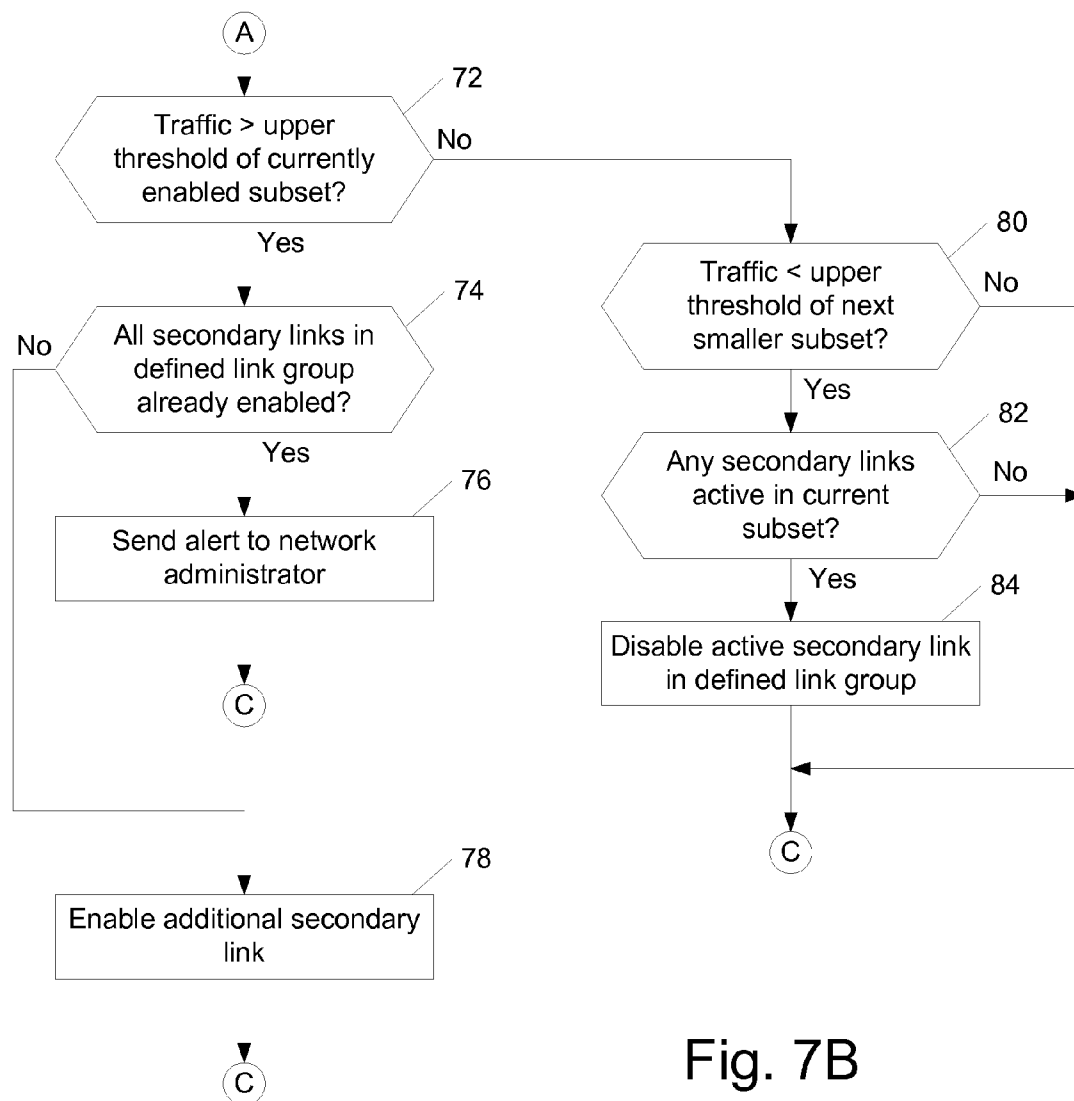 A
72
Traffic > upper
threshold of currently
enabled subset?
No
Yes
74
All secondary links in
defined link group
already enabled?
No
Yes
76
Send alert to network
administrator
C
78
Enable additional secondary
link
C
80
Traffic < upper
threshold of next
smaller subset?
No
Yes
82
Any secondary links
active in current
subset?
No
Yes
84
Disable active secondary link
in defined link group
C
Fig. 7B